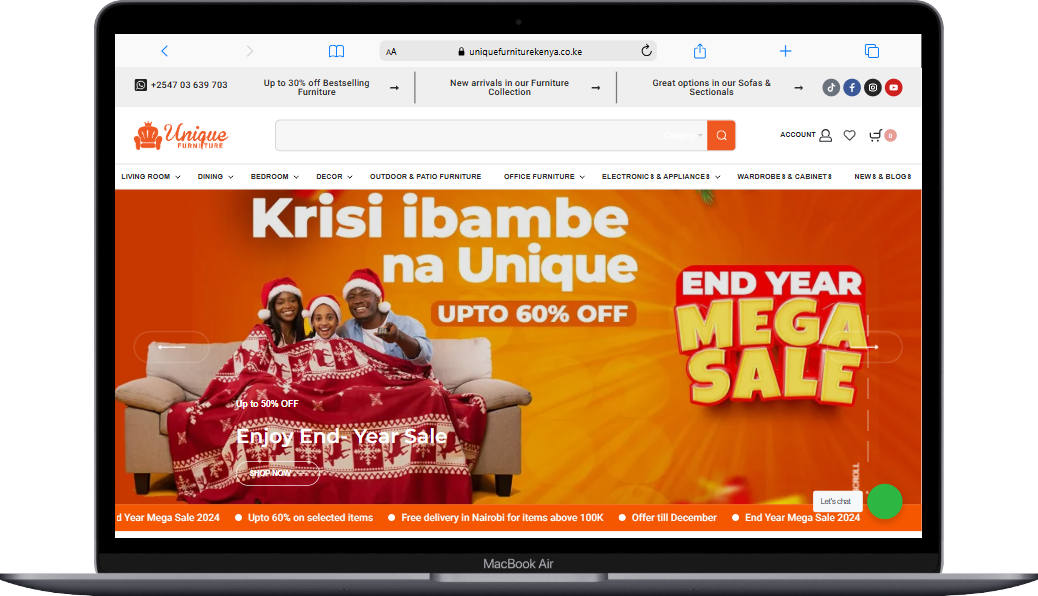 AA
uniquefurniturekenya.co.ke
+2547 03 639 703
Up to 30% off Bestselling
Furniture
New arrivals in our Furniture
Collection
Great options in our Sofas &
Sectionals
Unique
FURNITURE
ACCOUNT
0
LIVING ROOM
DINING
BEDROOM
DECOR
OUTDOOR & PATIO FURNITURE
OFFICE FURNITURE
ELECTRONICS & APPLIANCES
WARDROBES & CABINETS
NEWS & BLOGS
Krisi ibambe
na Unique
UPTO 60% OFF
END YEAR
MEGA
SALE
Up to 50% OFF
Enjoy End- Year Sale
SHOP NOW
SCROLL
Let's chat
d Year Mega Sale 2024
Upto 60% on selected items
Free delivery in Nairobi for items above 100K
Offer till December
End Year Mega Sale 2024
MacBook Air